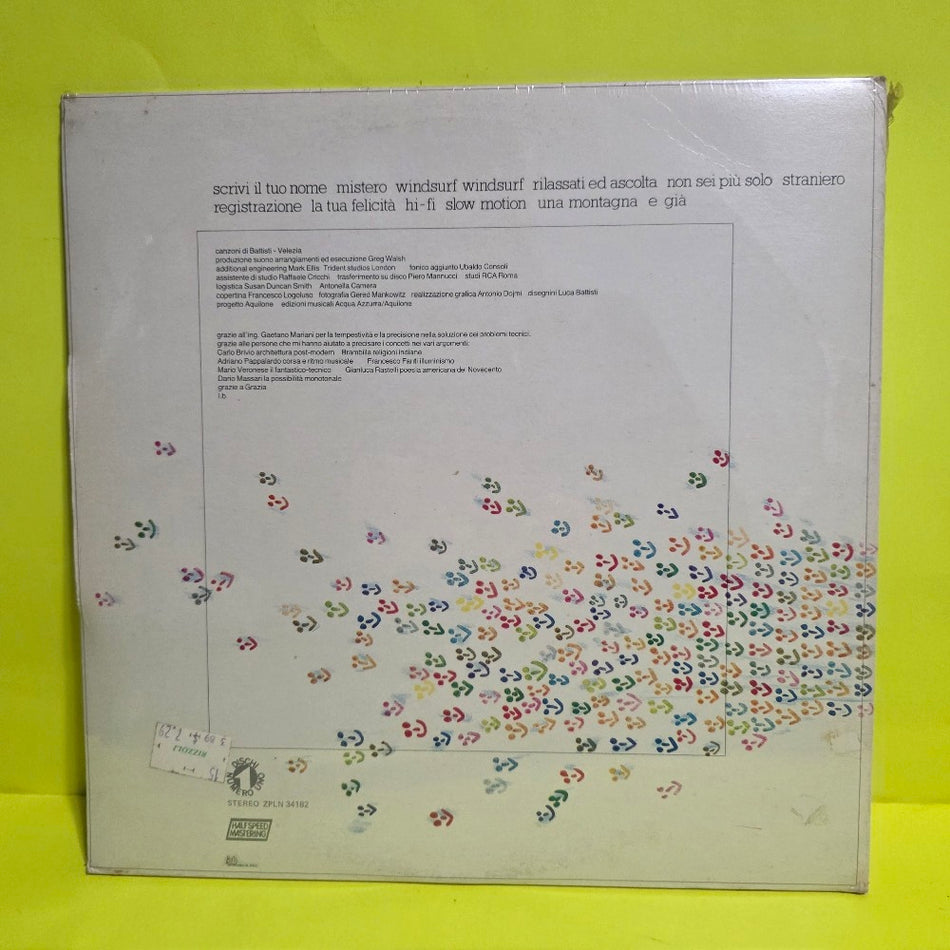 scrivi il tuo nome mistero windsurf windsurf rilassati ed ascolta non sei più solo straniero
registrazione la tua felicità hi-fi slow motion una montagna e già
canzoni di Battisti - Velezia
produzione suono arrangiamenti ed esecuzione Greg Walsh
additional engineering Mark Ellis Trident studios London fonico aggiunto Ubaldo Consoli
assistente di studio Raffaele Cricchi trasferimento su disco Piero Mannucci studi RCA Roma
logistica Susan Duncan Smith Antonella Camera
copertina Francesco Logoluso fotografia Gered Mankowitz realizzazione grafica Antonio Dojmi disegnini Luca Battisti
progetto Aquilone edizioni musicali Acqua Azzurra/Aquilone
grazie all'ing. Gaetano Mariani per la tempestività e la precisione nella soluzione dei problemi tecnici.
grazie alle persone che mi hanno aiutato a precisare i concetti nei vari argomenti:
Carlo Brivio architettura post-modern Brambilla religioni indiane
Adriano Pappalardo corsa e ritmo musicale Francesco Fanti illuminismo
Mario Veronese il fantastico-tecnico Gianluca Rastelli poesia americana del Novecento
Dario Massari la possibilità monotonale
grazie a Grazia
l.b.
RIZZOLI
DISCHI
NUMERO UNO
1
STEREO ZPLN 34182
HALF SPEED
MASTERING